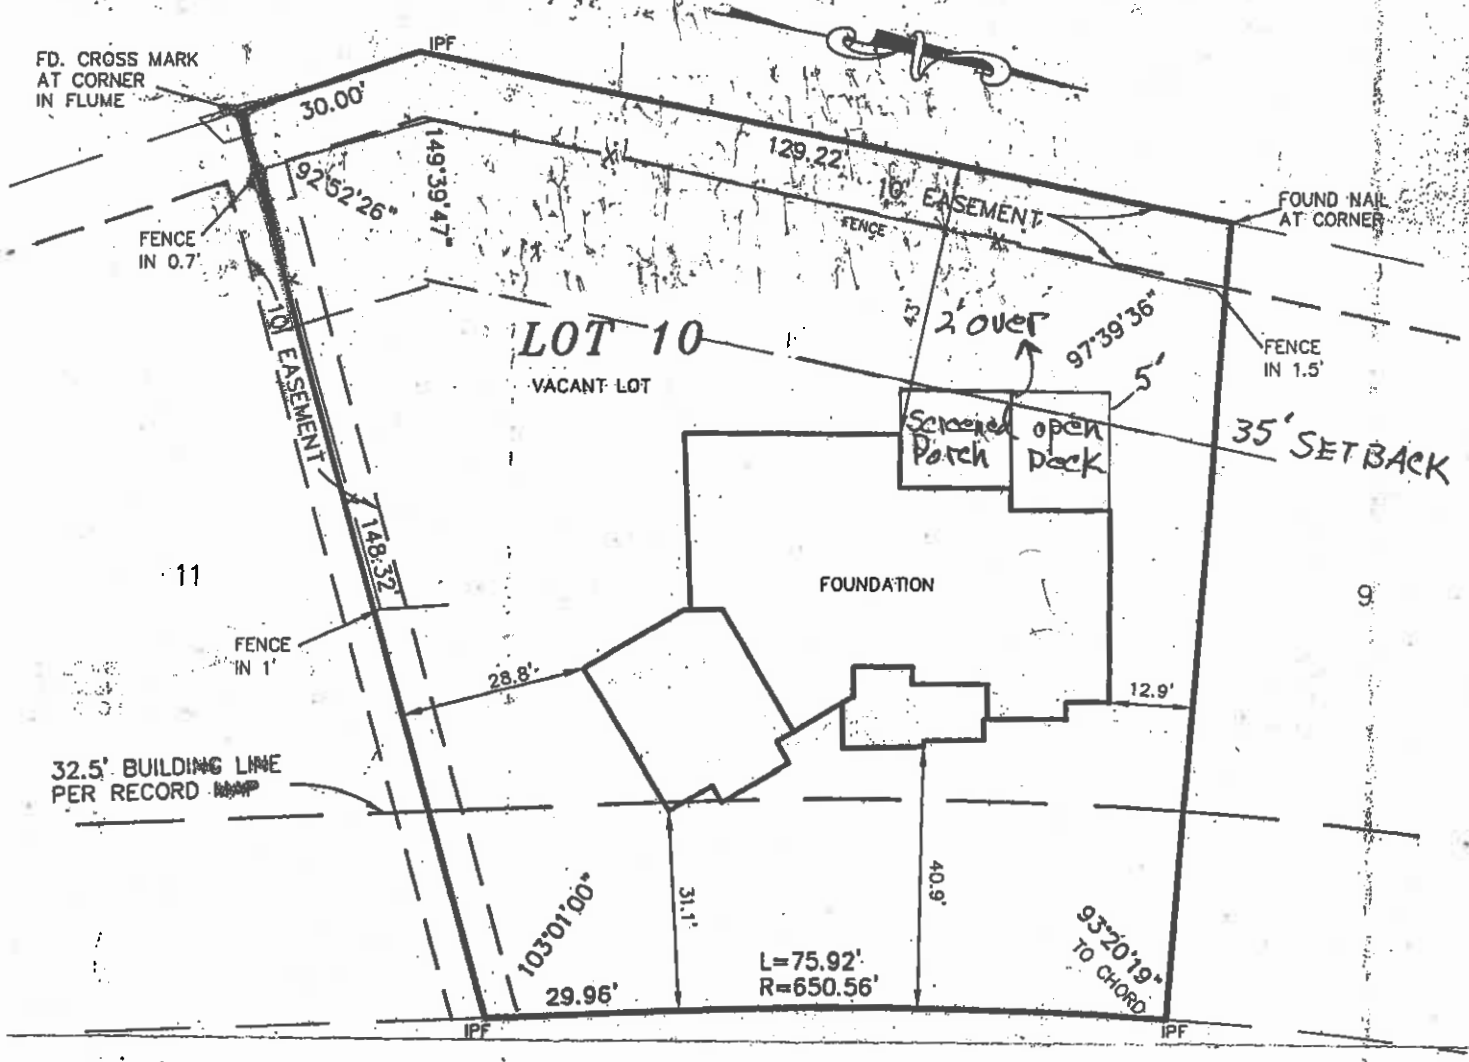 IPF
FD. CROSS MARK
AT CORNER
IN FLUME
30.00'
129.22'
149°39'47"
92°52'26"
10' EASEMENT
FENCE
FOUND NAIL
AT CORNER
FENCE
IN 0.7'
10' EASEMENT
43'
2' over
97°39'36"
LOT 10
VACANT LOT
FENCE
IN 1.5'
5'
Screened
Porch
open
Deck
35' SETBACK
148.32'
11
FOUNDATION
9
FENCE
IN 1'
28.8'
12.9'
32.5' BUILDING LINE
PER RECORD MAP
31.1'
40.9'
103°01'00"
93°20'19"
TO CHORD
L=75.92'
R=650.56'
29.96'
IPF
IPF